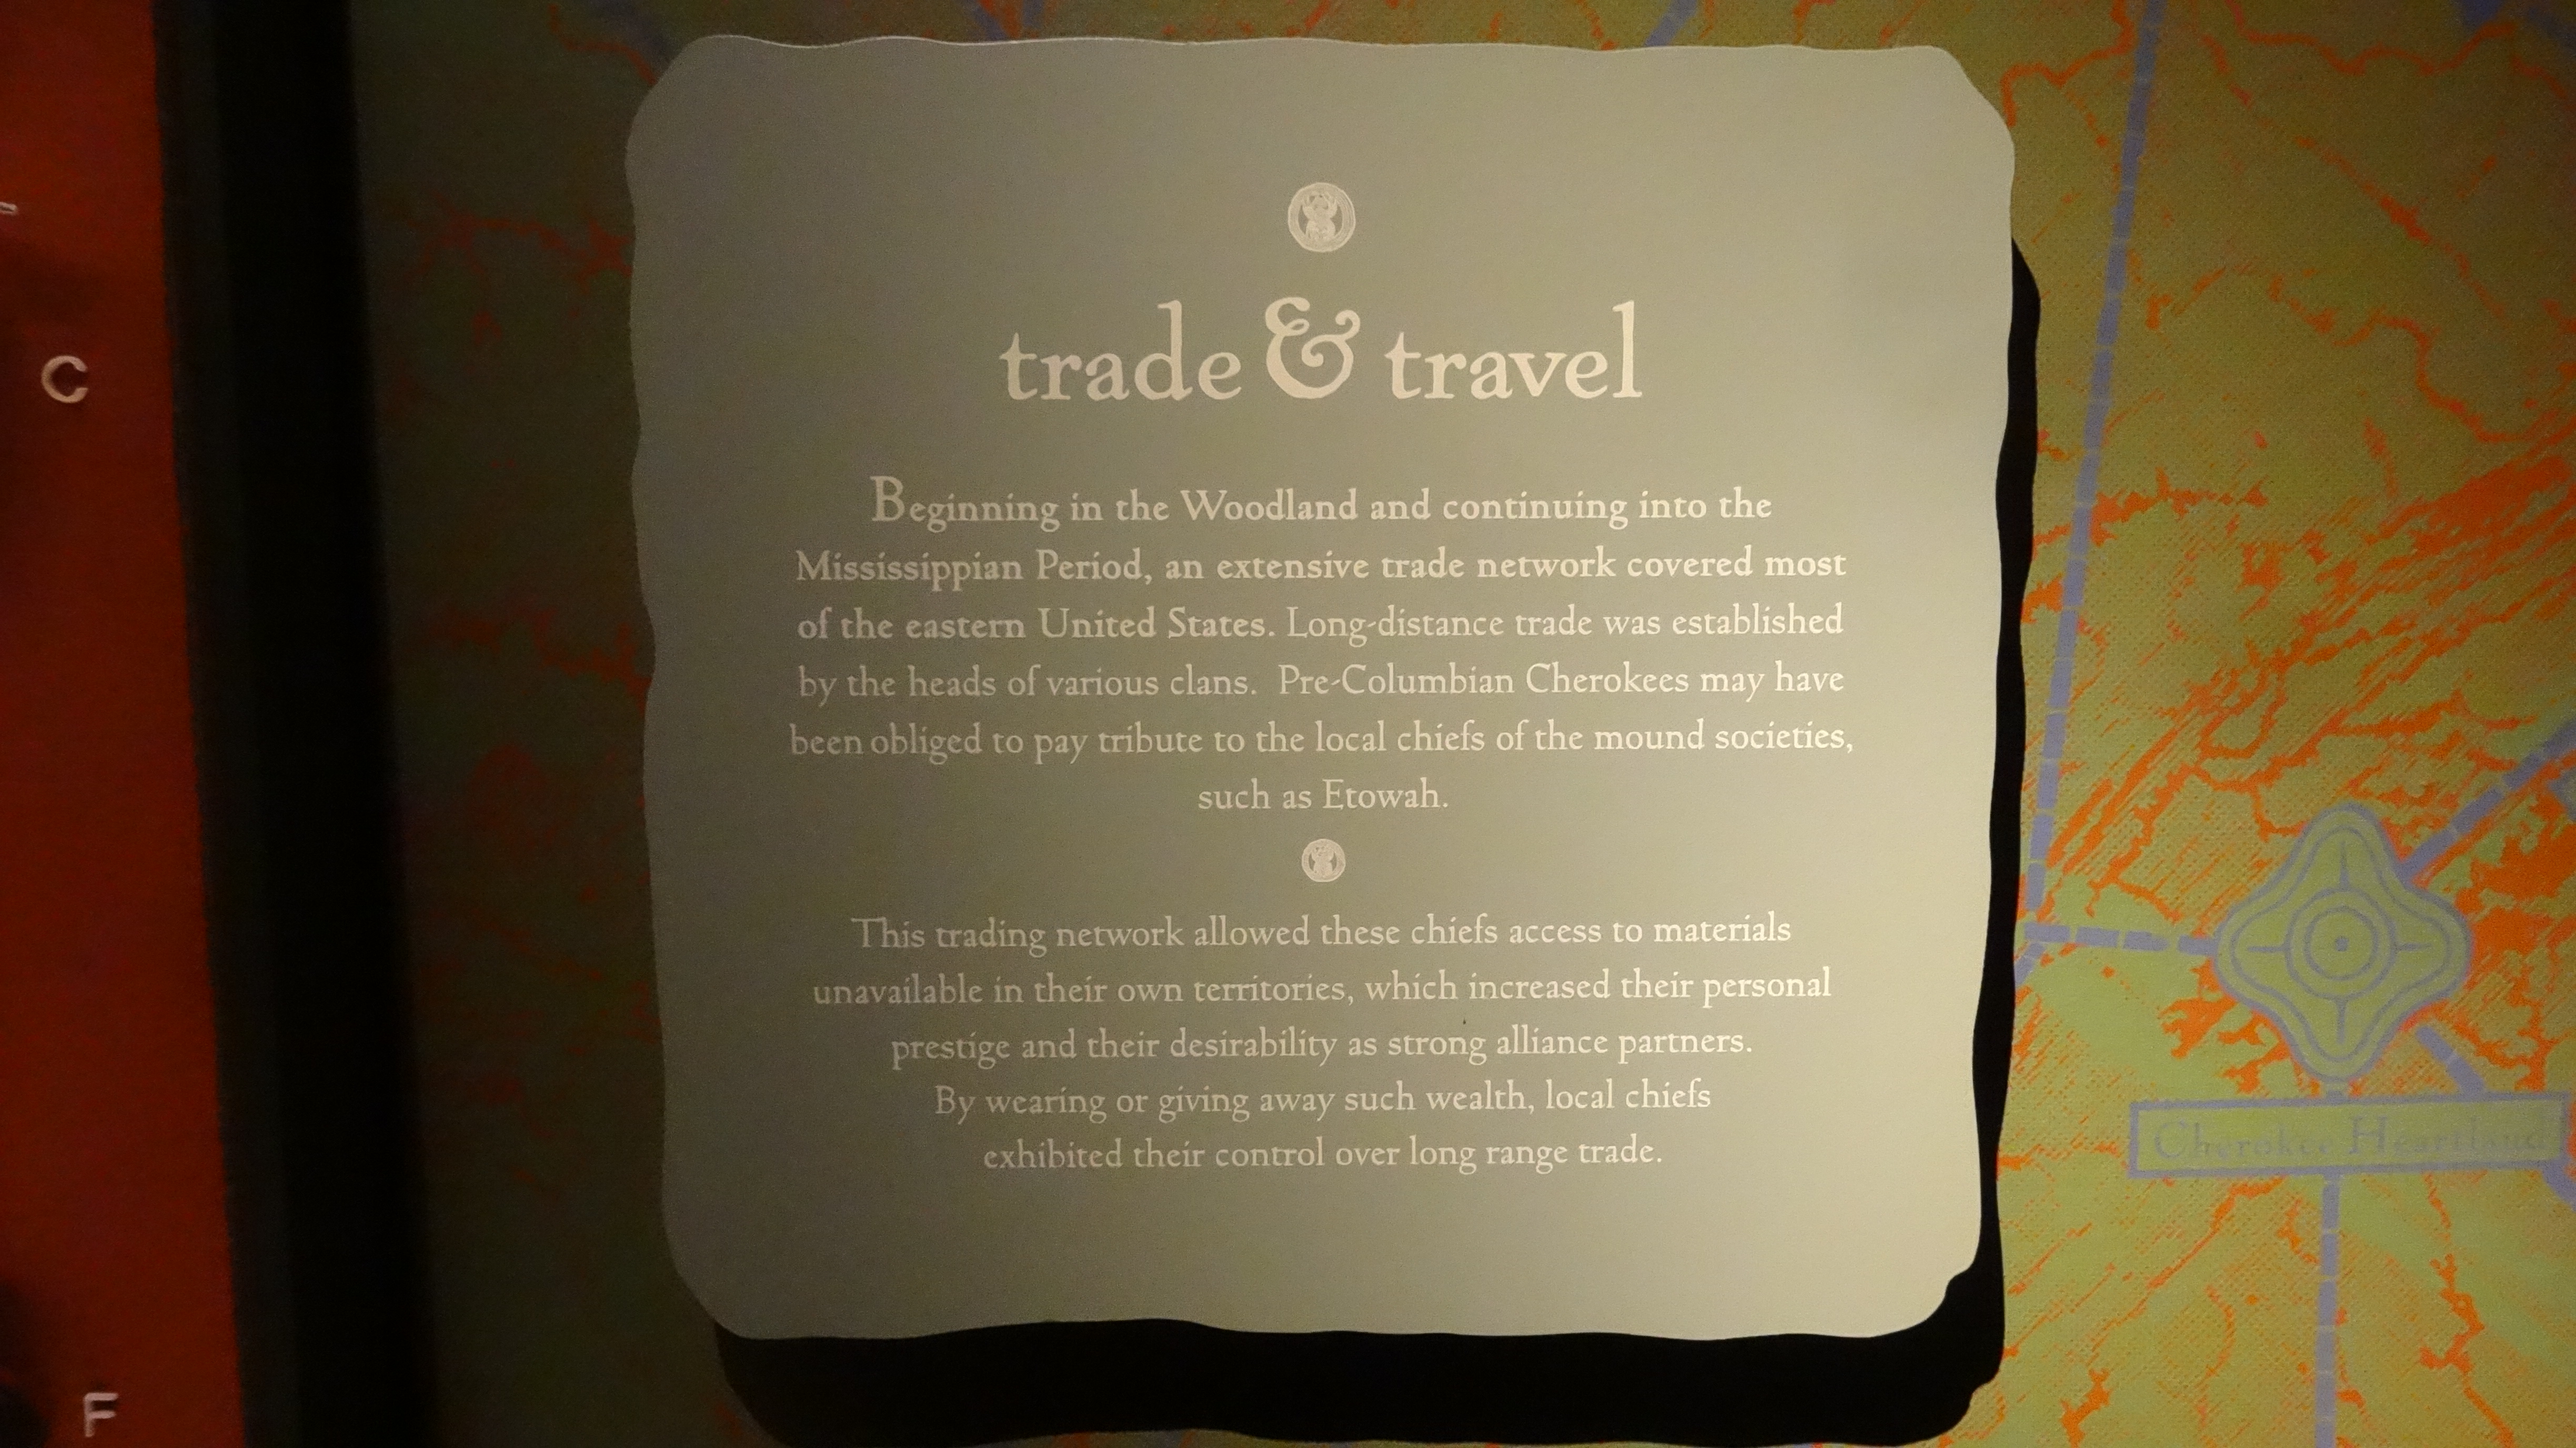 C
F
trade & travel
Beginning in the Woodland and continuing into the
Mississippian Period, an extensive trade network covered most
of the eastern United States. Long-distance trade was established
by the heads of various clans. Pre-Columbian Cherokees may have
been obliged to pay tribute to the local chiefs of the mound societies,
such as Etowah.
This trading network allowed these chiefs access to materials
unavailable in their own territories, which increased their personal
prestige and their desirability as strong alliance partners.
By wearing or giving away such wealth, local chiefs
exhibited their control over long range trade.
Cherokee Heartland